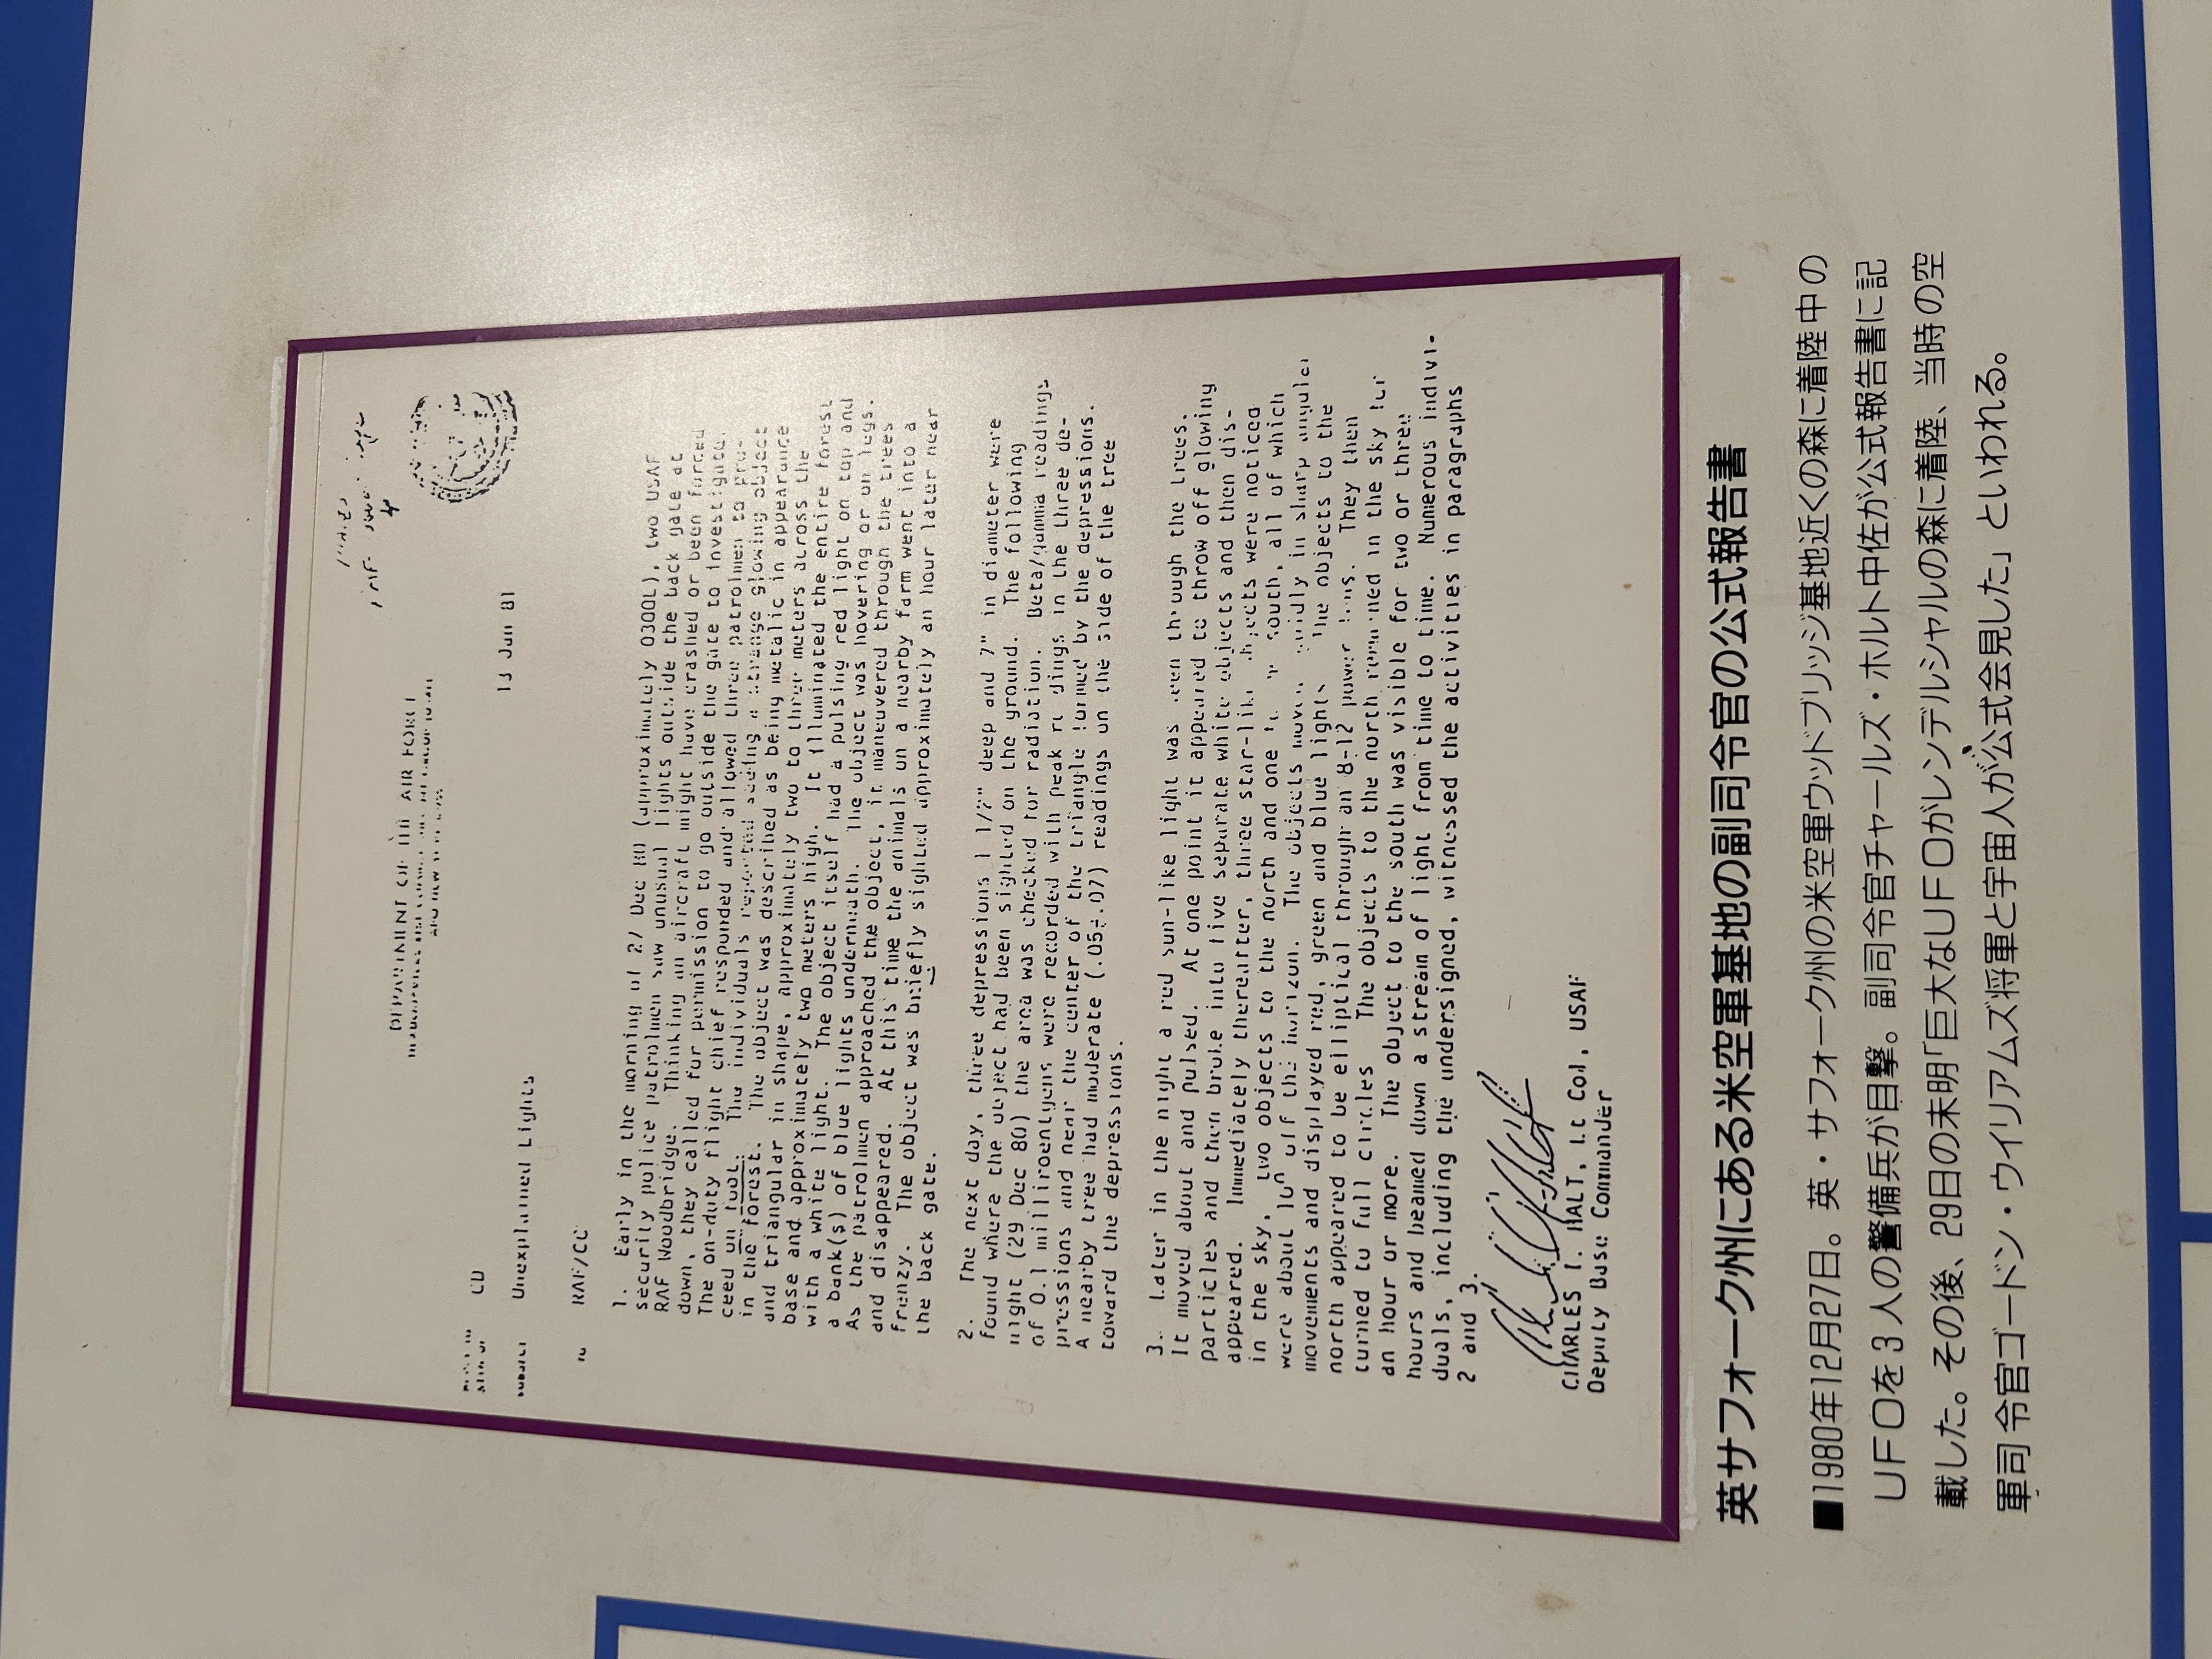 DEPARTMENT OF THE AIR FORCE
CD
13 Jan 81
Unexplained Lights
RAF/CC
1. Early in the morning of 27 Dec 80 (approximately 0300L), two USAF
security police patrolmen saw unusual lights outside the back gate at
RAF Woodbridge. Thinking an aircraft might have crashed or been forced
down, they called for permission to go outside the gate to investigate.
The on-duty flight chief responded and allowed three patrolmen to pro-
ceed on foot. The individuals reported seeing a strange glowing object
in the forest. The object was described as being metalic in appearance
and triangular in shape, approximately two to three meters across the
base and approximately two meters high. It illuminated the entire forest
with a white light. The object itself had a pulsing red light on top and
a bank(s) of blue lights underneath. The object was hovering or on legs.
As the patrolmen approached the object, it maneuvered through the trees
and disappeared. At this time the animals on a nearby farm went into a
frenzy. The object was briefly sighted approximately an hour later near
the back gate.
2. The next day, three depressions 1 1/2" deep and 7" in diameter were
found where the object had been sighted on the ground. The following
night (29 Dec 80) the area was checked for radiation. Beta/gamma readings
of 0.1 milliroentgens were recorded with peak readings in the three de-
pressions and near the center of the triangle formed by the depressions.
A nearby tree had moderate (.05-.07) readings on the side of the tree
toward the depressions.
3. Later in the night a red sun-like light was seen through the trees.
It moved about and pulsed. At one point it appeared to throw off glowing
particles and then broke into five separate white objects and then dis-
appeared. Immediately thereafter, three star-like objects were noticed
in the sky, two objects to the north and one to the south, all of which
were about 10° off the horizon. The objects moved rapidly in sharp angular
movements and displayed red, green and blue lights. The objects to the
north appeared to be elliptical through an 8-12 power lens. They then
turned to full circles. The objects to the north remained in the sky for
an hour or more. The object to the south was visible for two or three
hours and beamed down a stream of light from time to time. Numerous indivi-
duals, including the undersigned, witnessed the activities in paragraphs
2 and 3.
CHARLES I. HALT, Lt Col, USAF
Deputy Base Commander
英サフォーク州にある米空軍基地の副司令官の公式報告書
■1980年12月27日。英・サフォーク州の米空軍ウッドブリッジ基地近くの森に着陸中の
UFOを3人の警備兵が目撃。副司令官チャールズ・ホルト中佐が公式報告書に記
載した。その後、29日の未明「巨大なUFOがレンデルシャルの森に着陸、当時の空
軍司令官ゴードン・ウイリアムズ将軍と宇宙人が公式会見した」といわれる。